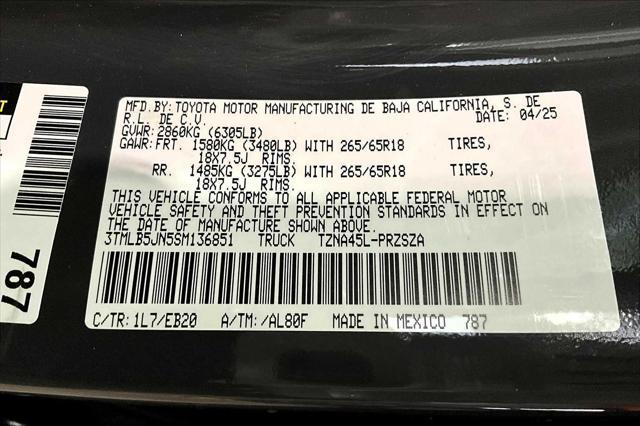 MFD.BY: TOYOTA MOTOR MANUFACTURING DE BAJA CALIFORNIA, S. DE
R.L. DE C.V. DATE: 04/25
GVWR: 2860KG (6305LB)
GAWR: FRT. 1580KG (3480LB) WITH 265/65R18 TIRES,
18X7.5J RIMS.
RR. 1485KG (3275LB) WITH 265/65R18 TIRES,
18X7.5J RIMS.
THIS VEHICLE CONFORMS TO ALL APPLICABLE FEDERAL MOTOR
VEHICLE SAFETY AND THEFT PREVENTION STANDARDS IN EFFECT ON
THE DATE OF MANUFACTURE SHOWN ABOVE.
3TMLB5JN5SM136851 TRUCK TZNA45L-PRZSZA
C/TR: 1L7/EB20 A/TM: /AL80F MADE IN MEXICO 787
787